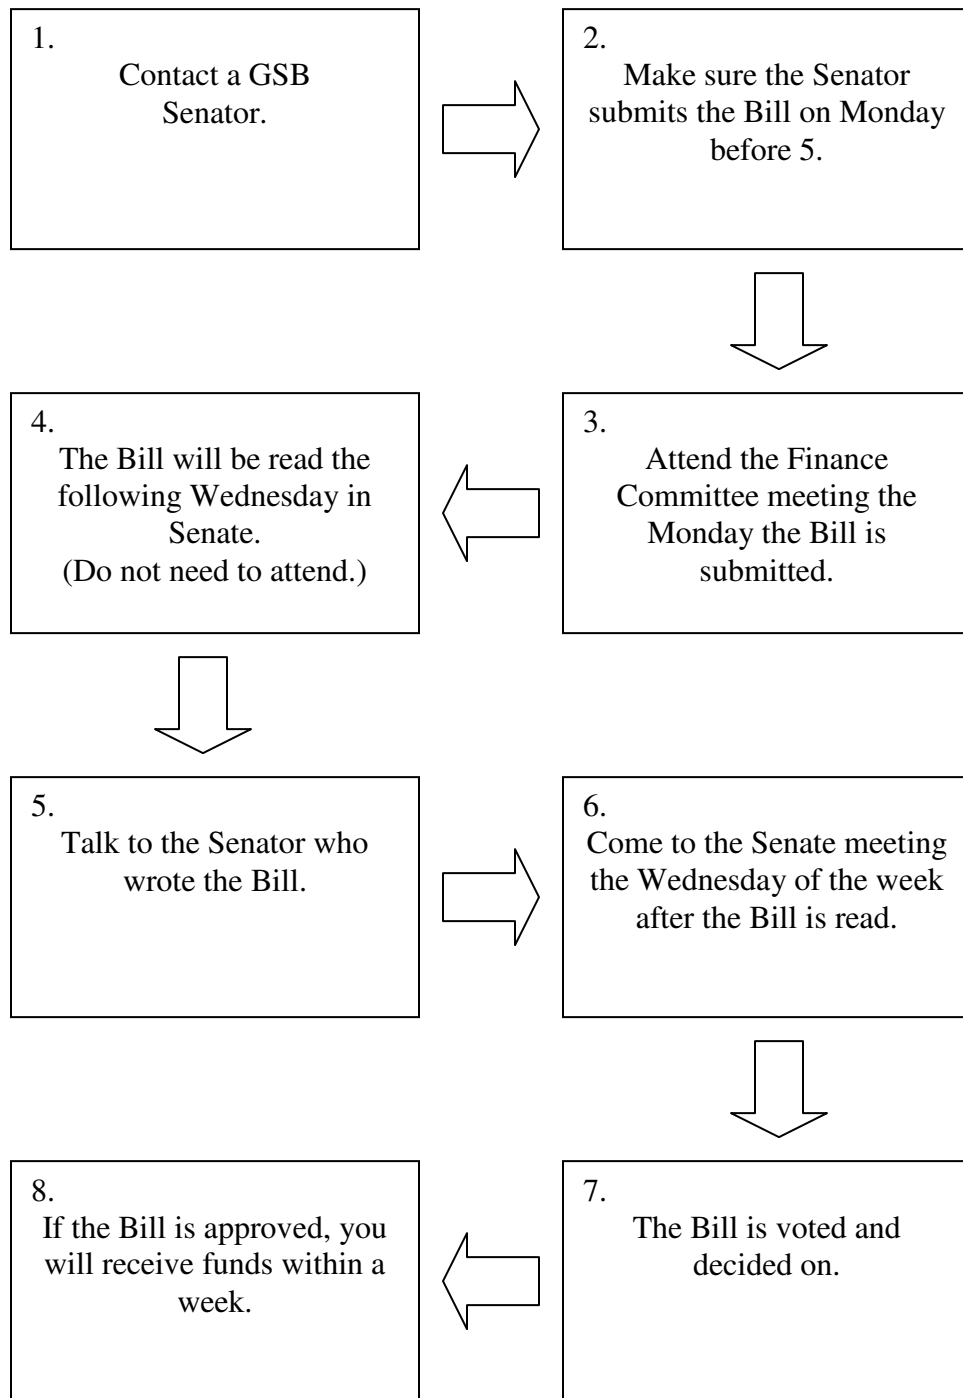 1.
Contact a GSB
Senator.
2.
Make sure the Senator
submits the Bill on Monday
before 5.
3.
Attend the Finance
Committee meeting the
Monday the Bill is
submitted.
4.
The Bill will be read the
following Wednesday in
Senate.
(Do not need to attend.)
5.
Talk to the Senator who
wrote the Bill.
6.
Come to the Senate meeting
the Wednesday of the week
after the Bill is read.
7.
The Bill is voted and
decided on.
8.
If the Bill is approved, you
will receive funds within a
week.